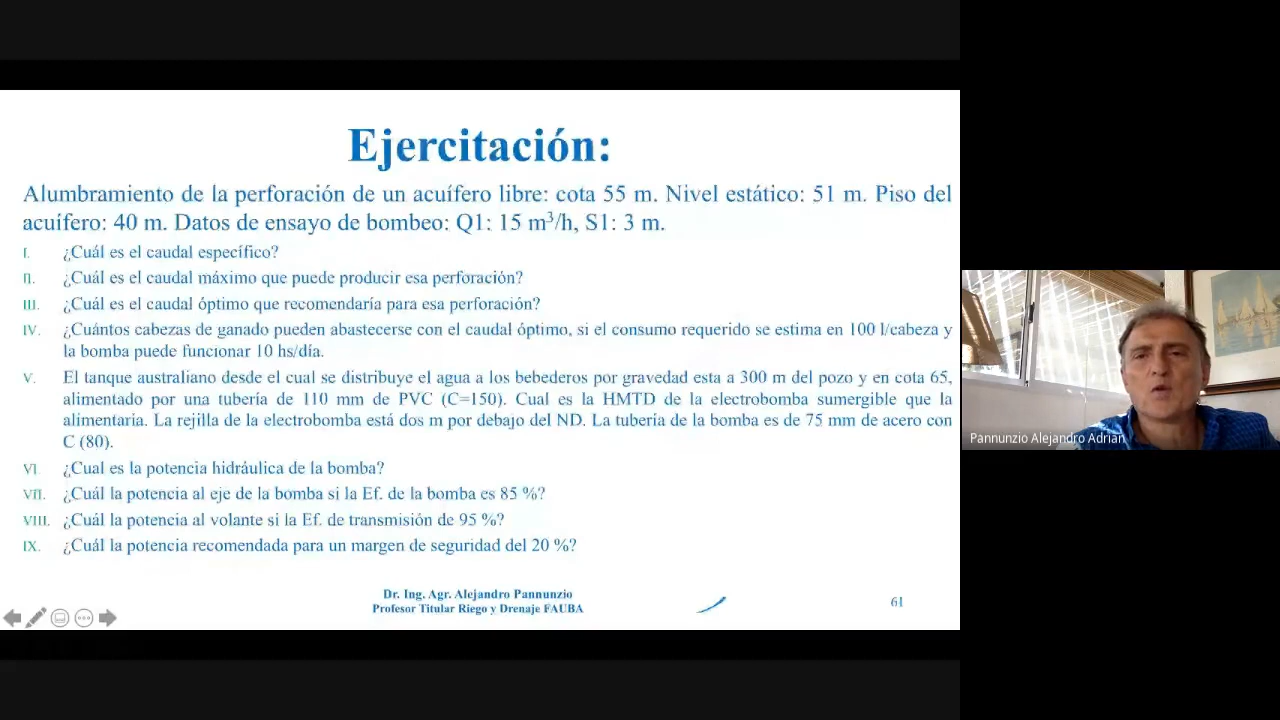 Ejercitación:
Alumbramiento de la perforación de un acuífero libre: cota 55 m. Nivel estático: 51 m. Piso del
acuífero: 40 m. Datos de ensayo de bombeo: Q1: 15 m³/h, S1: 3 m.
I. ¿Cuál es el caudal específico?
II. ¿Cuál es el caudal máximo que puede producir esa perforación?
III. ¿Cuál es el caudal óptimo que recomendaría para esa perforación?
IV. ¿Cuántos cabezas de ganado pueden abastecerse con el caudal óptimo, si el consumo requerido se estima en 100 l/cabeza y
la bomba puede funcionar 10 hs/día.
V. El tanque australiano desde el cual se distribuye el agua a los bebederos por gravedad esta a 300 m del pozo y en cota 65,
alimentado por una tubería de 110 mm de PVC (C=150). Cual es la HMTD de la electrobomba sumergible que la
alimentaría. La rejilla de la electrobomba está dos m por debajo del ND. La tubería de la bomba es de 75 mm de acero con
C (80).
VI. ¿Cual es la potencia hidráulica de la bomba?
VII. ¿Cuál la potencia al eje de la bomba si la Ef. de la bomba es 85 %?
VIII. ¿Cuál la potencia al volante si la Ef. de transmisión de 95 %?
IX. ¿Cuál la potencia recomendada para un margen de seguridad del 20 %?
Dr. Ing. Agr. Alejandro Pannunzio
Profesor Titular Riego y Drenaje FAUBA
61
Pannunzio Alejandro Adrian